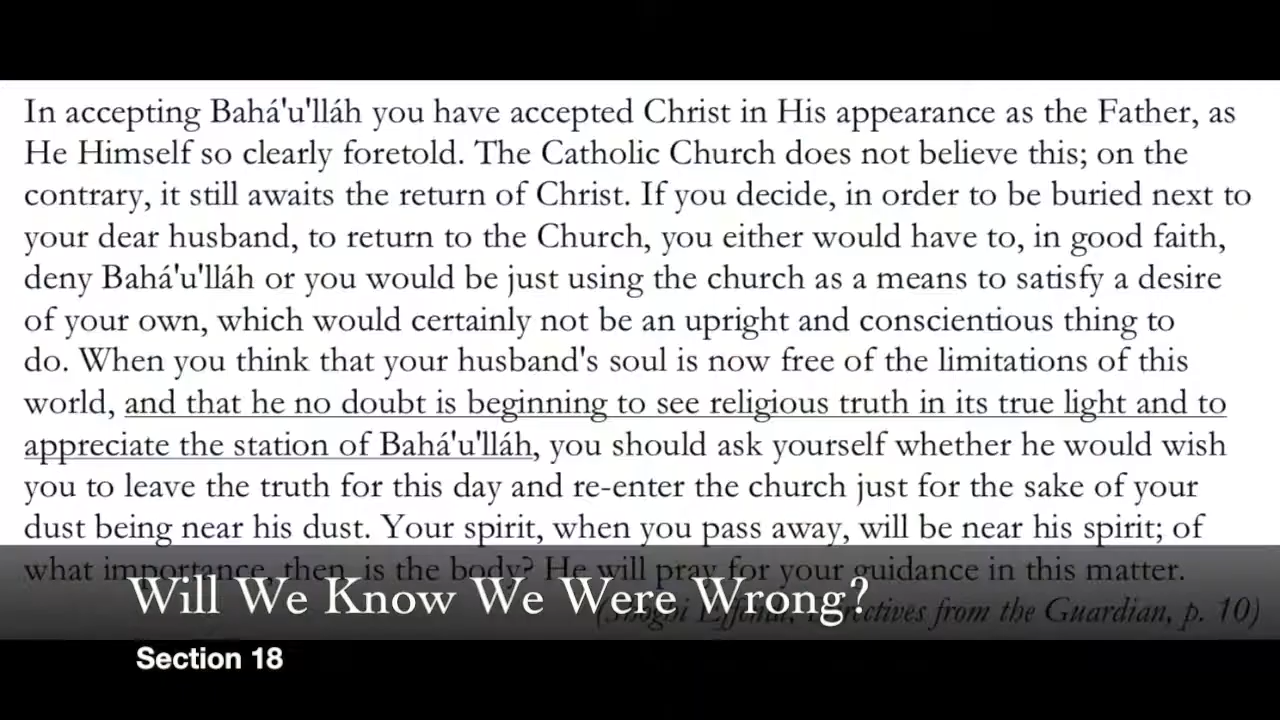 In accepting Bahá'u'lláh you have accepted Christ in His appearance as the Father, as
He Himself so clearly foretold. The Catholic Church does not believe this; on the
contrary, it still awaits the return of Christ. If you decide, in order to be buried next to
your dear husband, to return to the Church, you either would have to, in good faith,
deny Bahá'u'lláh or you would be just using the church as a means to satisfy a desire
of your own, which would certainly not be an upright and conscientious thing to
do. When you think that your husband's soul is now free of the limitations of this
world, and that he no doubt is beginning to see religious truth in its true light and to
appreciate the station of Bahá'u'lláh, you should ask yourself whether he would wish
you to leave the truth for this day and re-enter the church just for the sake of your
dust being near his dust. Your spirit, when you pass away, will be near his spirit; of
what importance, then, is the body? He will pray for your guidance in this matter.
(Shoghi Effendi, Directives from the Guardian, p. 10)
Will We Know We Were Wrong?
Section 18